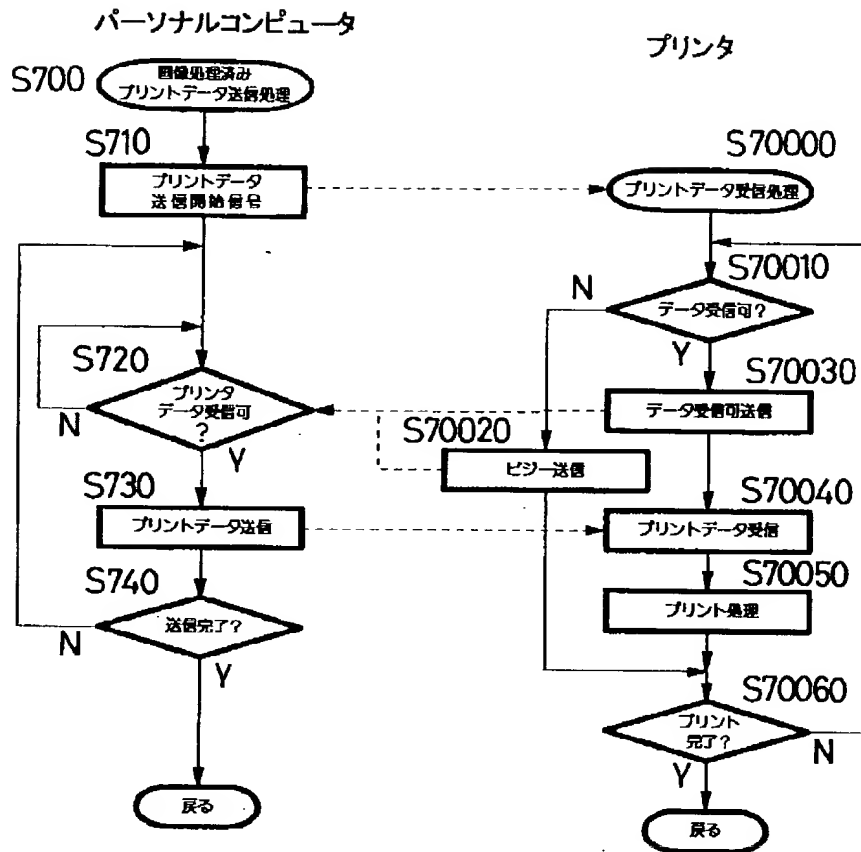 パーソナルコンピュータ
プリンタ
S700
画像処理済み
プリントデータ送信処理
S710
プリントデータ
送信開始信号
S70000
プリントデータ受信処理
S70010
N
データ受信可?
Y
S720
プリンタ
データ受信可
?
N
Y
S70030
データ受信可送信
S70020
ビジー送信
S730
プリントデータ送信
S70040
プリントデータ受信
S740
送信完了?
N
Y
S70050
プリント処理
S70060
プリント
完了?
N
Y
戻る
戻る